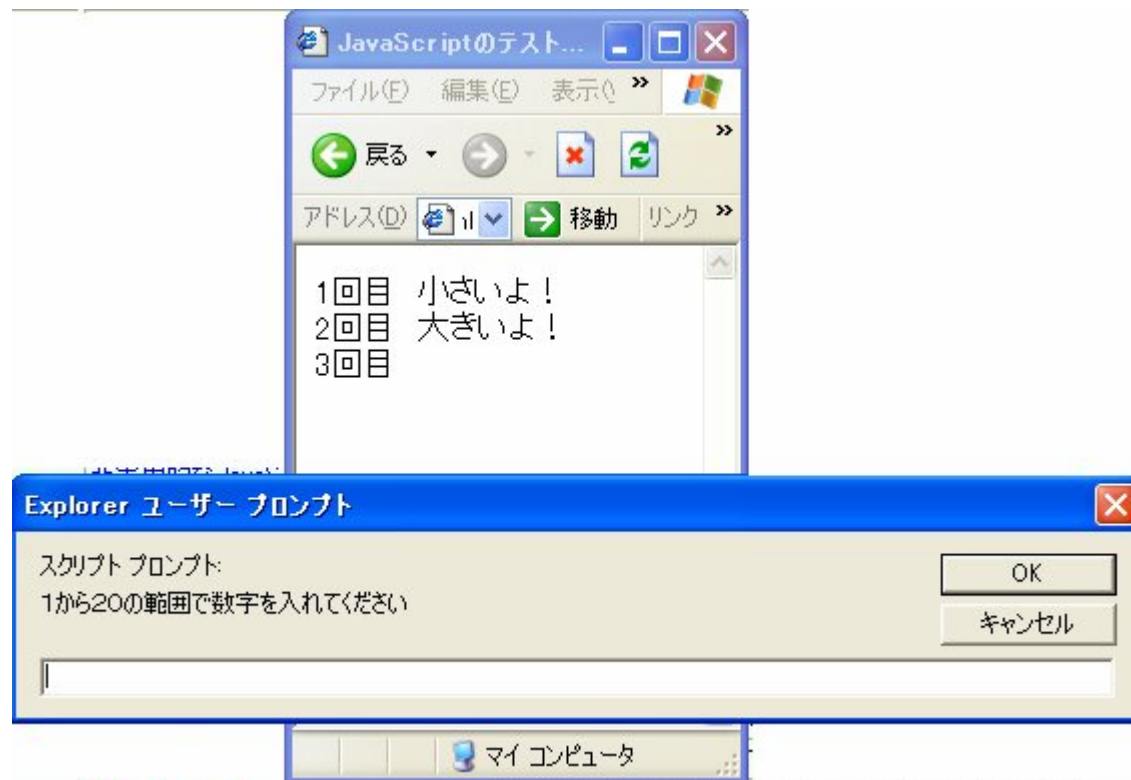 JavaScriptのテスト...
ファイル(F) 編集(E) 表示(V »
戻る »
アドレス(D) 移動 リンク »
1回目 小さいよ！
2回目 大きいよ！
3回目
Explorer ユーザー プロンプト
スクリプト プロンプト:
1から20の範囲で数字を入れてください
OK
キャンセル
マイ コンピュータ